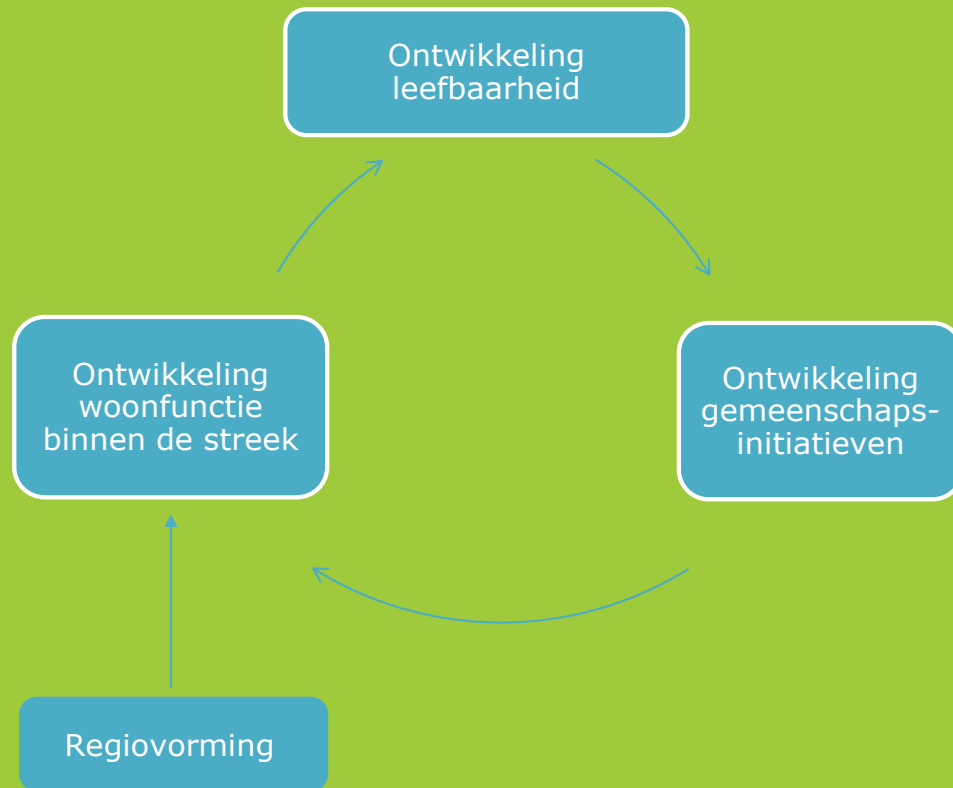 Ontwikkeling
leefbaarheid
Ontwikkeling
woonfunctie
binnen de streek
Ontwikkeling
gemeenschaps-
initiatieven
Regiovorming